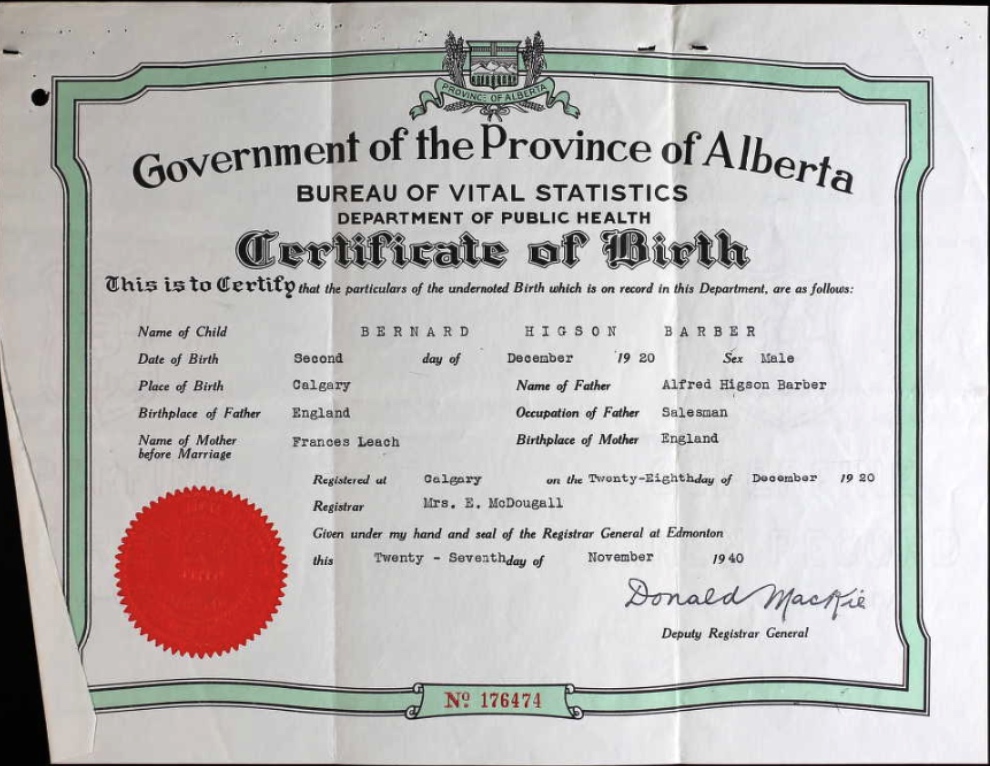 PROVINCE OF ALBERTA
Government of the Province of Alberta
BUREAU OF VITAL STATISTICS
DEPARTMENT OF PUBLIC HEALTH
Certificate of Birth
This is to Certify that the particulars of the undernoted Birth which is on record in this Department, are as follows:
Name of Child BERNARD HIGSON BARBER
Date of Birth Second day of December 19 20 Sex Male
Place of Birth Calgary Name of Father Alfred Higson Barber
Birthplace of Father England Occupation of Father Salesman
Name of Mother before Marriage Frances Leach Birthplace of Mother England
Registered at Calgary on the Twenty-Eighth day of December 19 20
Registrar Mrs. E. McDougall
Given under my hand and seal of the Registrar General at Edmonton
this Twenty - Seventh day of November 19 40
Donald MacKie
Deputy Registrar General
Nº 176474